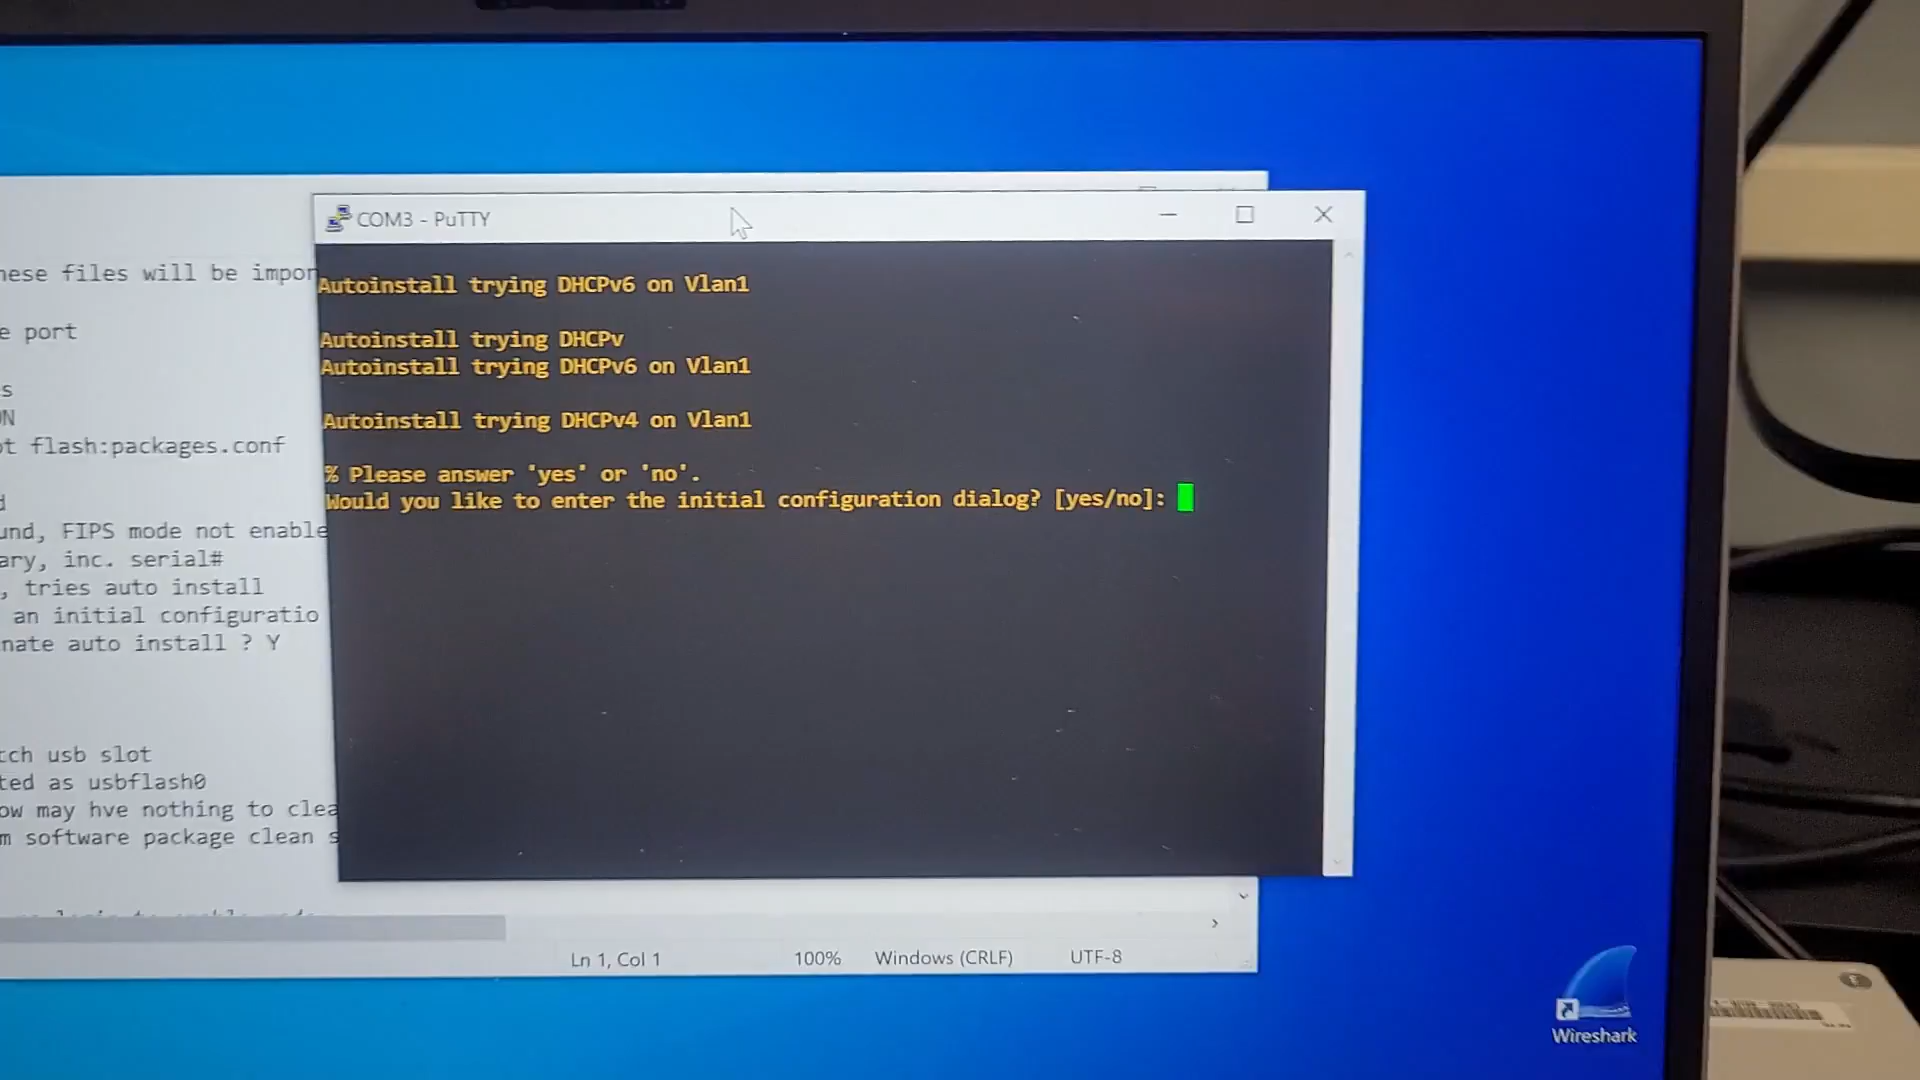 COM3 - PuTTY
Autoinstall trying DHCPv6 on Vlan1
Autoinstall trying DHCPv
Autoinstall trying DHCPv6 on Vlan1
Autoinstall trying DHCPv4 on Vlan1
% Please answer 'yes' or 'no'.
Would you like to enter the initial configuration dialog? [yes/no]:
hese files will be impor
e port
s
ON
ot flash:packages.conf
d
und, FIPS mode not enable
ary, inc. serial#
, tries auto install
an initial configuratio
nate auto install ? Y
tch usb slot
ted as usbflash0
ow may hve nothing to clea
m software package clean s
Ln 1, Col 1
100%
Windows (CRLF)
UTF-8
Wireshark